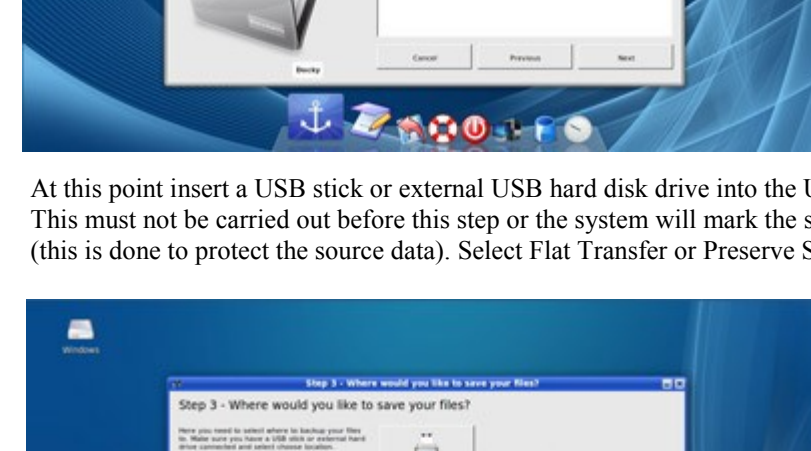 Cancel
Previous
Next
Docky
At this point insert a USB stick or external USB hard disk drive into the U
This must not be carried out before this step or the system will mark the s
(this is done to protect the source data). Select Flat Transfer or Preserve S
Windows
Step 3 - Where would you like to save your files?
Step 3 - Where would you like to save your files?
Here you need to select where to backup your files
to. Make sure you have a USB stick or external hard
drive connected and select choose location.